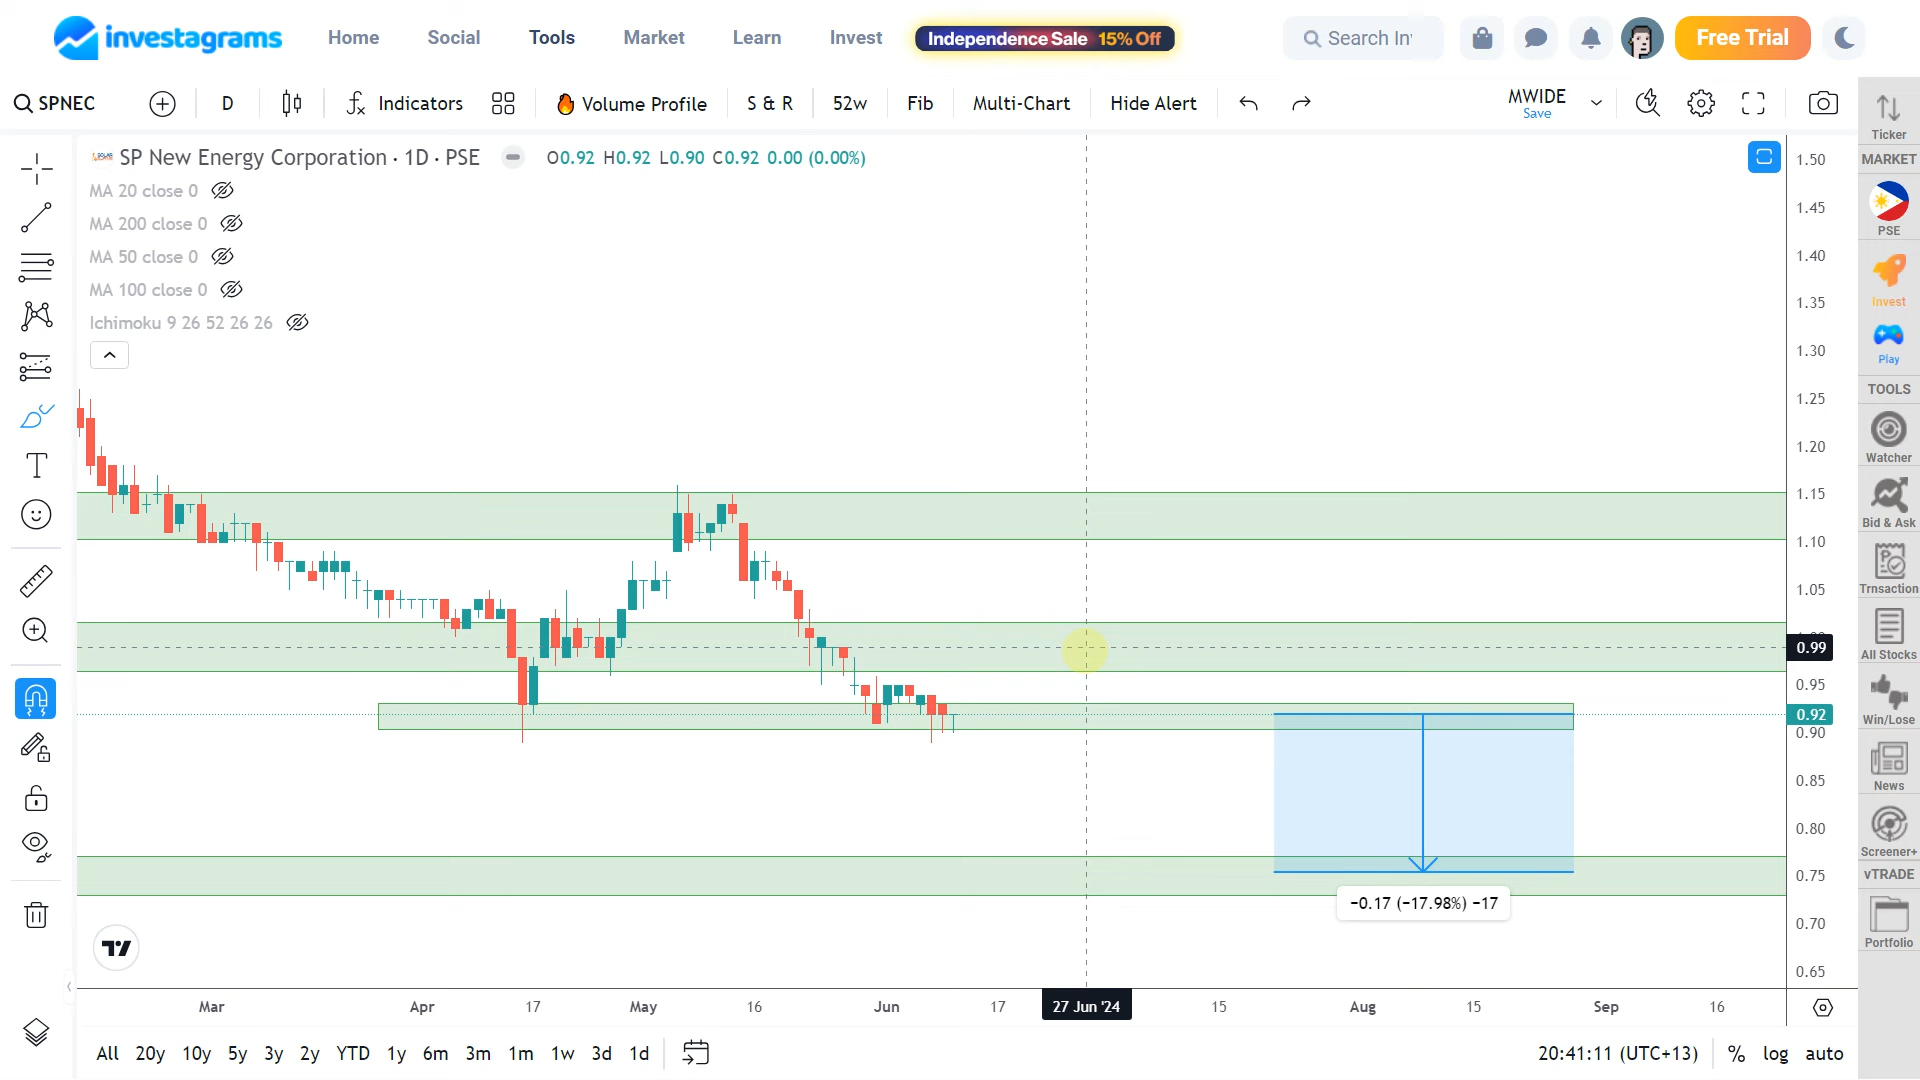 investagrams
Home
Social
Tools
Market
Learn
Invest
Independence Sale 15% Off
Search In
Free Trial
SPNEC
D
Indicators
Volume Profile
S & R
52w
Fib
Multi-Chart
Hide Alert
MWIDE
Save
SP New Energy Corporation · 1D · PSE
O0.92 H0.92 L0.90 C0.92 0.00 (0.00%)
MA 20 close 0
MA 200 close 0
MA 50 close 0
MA 100 close 0
Ichimoku 9 26 52 26 26
1.50
1.45
1.40
1.35
1.30
1.25
1.20
1.15
1.10
1.05
0.99
0.95
0.92
0.90
0.85
0.80
0.75
0.70
0.65
−0.17 (−17.98%) −17
Mar
Apr
17
May
16
Jun
17
27 Jun '24
15
Aug
15
Sep
16
All
20y
10y
5y
3y
2y
YTD
1y
6m
3m
1m
1w
3d
1d
20:41:11 (UTC+13)
%
log
auto
Ticker
MARKET
PSE
Invest
Play
TOOLS
Watcher
Bid & Ask
Trnsaction
All Stocks
Win/Lose
News
Screener+
vTRADE
Portfolio